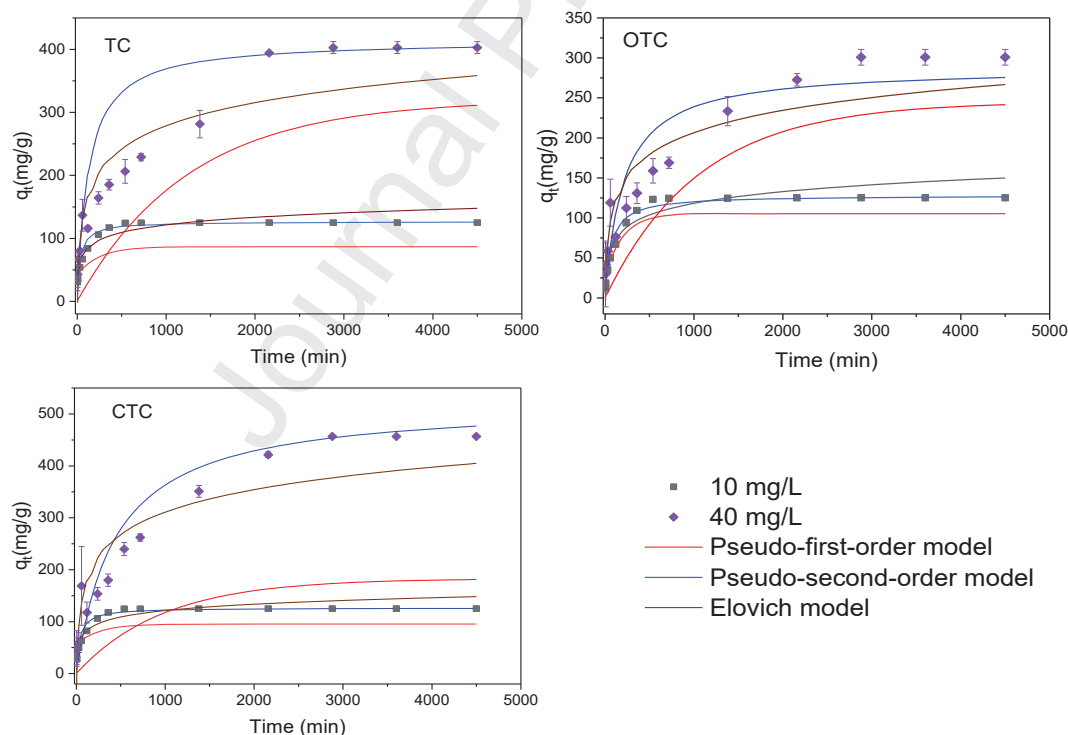 TC
qt(mg/g)
400
300
200
100
0
0 1000 2000 3000 4000 5000
Time (min)
OTC
qt(mg/g)
350
300
250
200
150
100
50
0
0 1000 2000 3000 4000 5000
Time (min)
CTC
qt(mg/g)
500
400
300
200
100
0
0 1000 2000 3000 4000 5000
Time (min)
10 mg/L
40 mg/L
Pseudo-first-order model
Pseudo-second-order model
Elovich model
Journal P